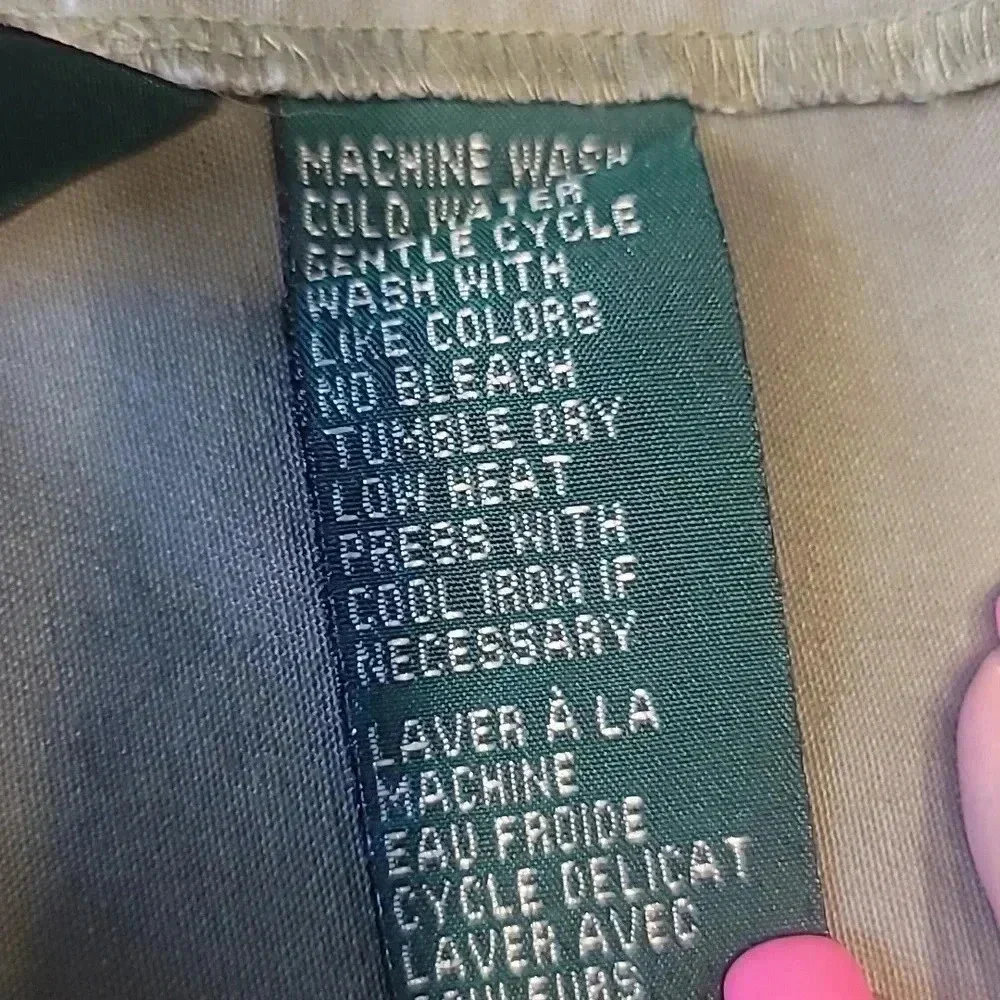 MACHINE WASH
COLD WATER
GENTLE CYCLE
WASH WITH
LIKE COLORS
NO BLEACH
TUMBLE DRY
LOW HEAT
PRESS WITH
COOL IRON IF
NECESSARY
LAVER À LA
MACHINE
EAU FROIDE
CYCLE DELICAT
LAVER AVEC
COULEURS